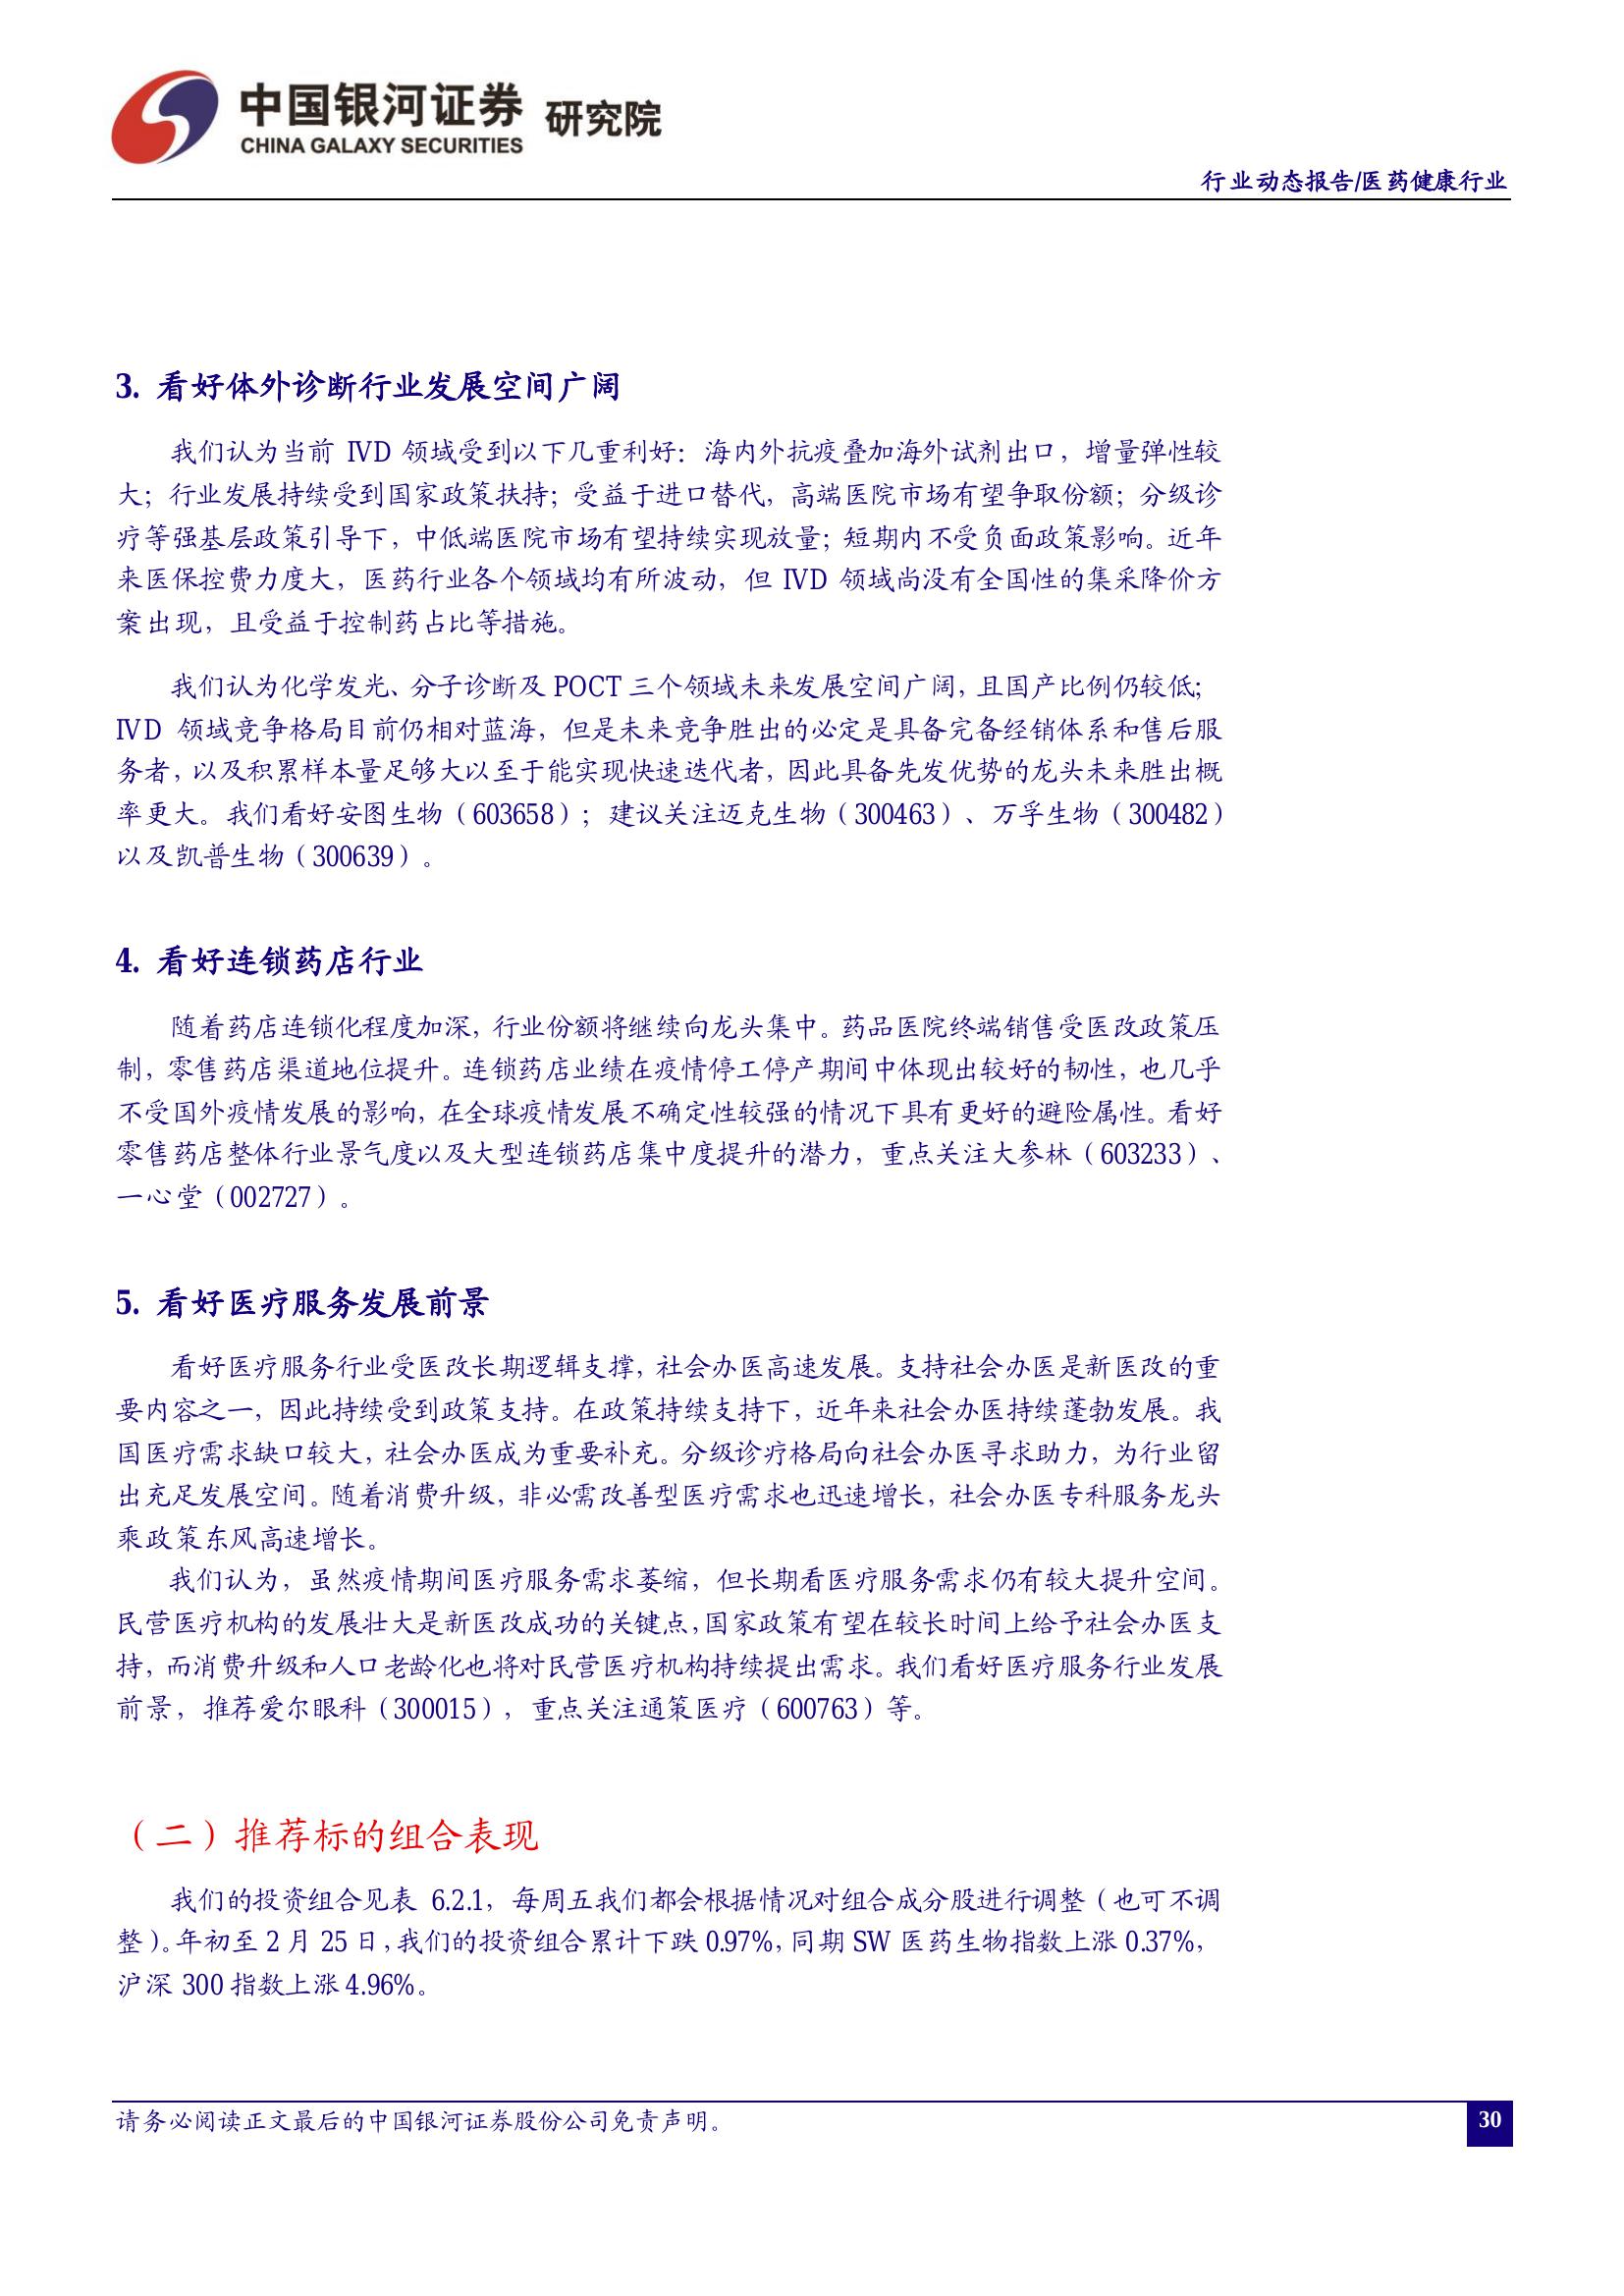 中国银河证券 研究院
CHINA GALAXY SECURITIES
行业动态报告/医药健康行业
3. 看好体外诊断行业发展空间广阔
我们认为当前 IVD 领域受到以下几重利好：海内外抗疫叠加海外试剂出口，增量弹性较
大；行业发展持续受到国家政策扶持；受益于进口替代，高端医院市场有望争取份额；分级诊
疗等强基层政策引导下，中低端医院市场有望持续实现放量；短期内不受负面政策影响。近年
来医保控费力度大，医药行业各个领域均有所波动，但 IVD 领域尚没有全国性的集采降价方
案出现，且受益于控制药占比等措施。
我们认为化学发光、分子诊断及 POCT 三个领域未来发展空间广阔，且国产比例仍较低；
IVD 领域竞争格局目前仍相对蓝海，但是未来竞争胜出的必定是具备完备经销体系和售后服
务者，以及积累样本量足够大以至于能实现快速迭代者，因此具备先发优势的龙头未来胜出概
率更大。我们看好安图生物（603658）；建议关注迈克生物（300463）、万孚生物（300482）
以及凯普生物（300639）。
4. 看好连锁药店行业
随着药店连锁化程度加深，行业份额将继续向龙头集中。药品医院终端销售受医改政策压
制，零售药店渠道地位提升。连锁药店业绩在疫情停工停产期间中体现出较好的韧性，也几乎
不受国外疫情发展的影响，在全球疫情发展不确定性较强的情况下具有更好的避险属性。看好
零售药店整体行业景气度以及大型连锁药店集中度提升的潜力，重点关注大参林（603233）、
一心堂（002727）。
5. 看好医疗服务发展前景
看好医疗服务行业受医改长期逻辑支撑，社会办医高速发展。支持社会办医是新医改的重
要内容之一，因此持续受到政策支持。在政策持续支持下，近年来社会办医持续蓬勃发展。我
国医疗需求缺口较大，社会办医成为重要补充。分级诊疗格局向社会办医寻求助力，为行业留
出充足发展空间。随着消费升级，非必需改善型医疗需求也迅速增长，社会办医专科服务龙头
乘政策东风高速增长。
我们认为，虽然疫情期间医疗服务需求萎缩，但长期看医疗服务需求仍有较大提升空间。
民营医疗机构的发展壮大是新医改成功的关键点，国家政策有望在较长时间上给予社会办医支
持，而消费升级和人口老龄化也将对民营医疗机构持续提出需求。我们看好医疗服务行业发展
前景，推荐爱尔眼科（300015），重点关注通策医疗（600763）等。
（二）推荐标的组合表现
我们的投资组合见表 6.2.1，每周五我们都会根据情况对组合成分股进行调整（也可不调
整）。年初至 2 月 25 日，我们的投资组合累计下跌 0.97%，同期 SW 医药生物指数上涨 0.37%，
沪深 300 指数上涨 4.96%。
请务必阅读正文最后的中国银河证券股份公司免责声明。
30